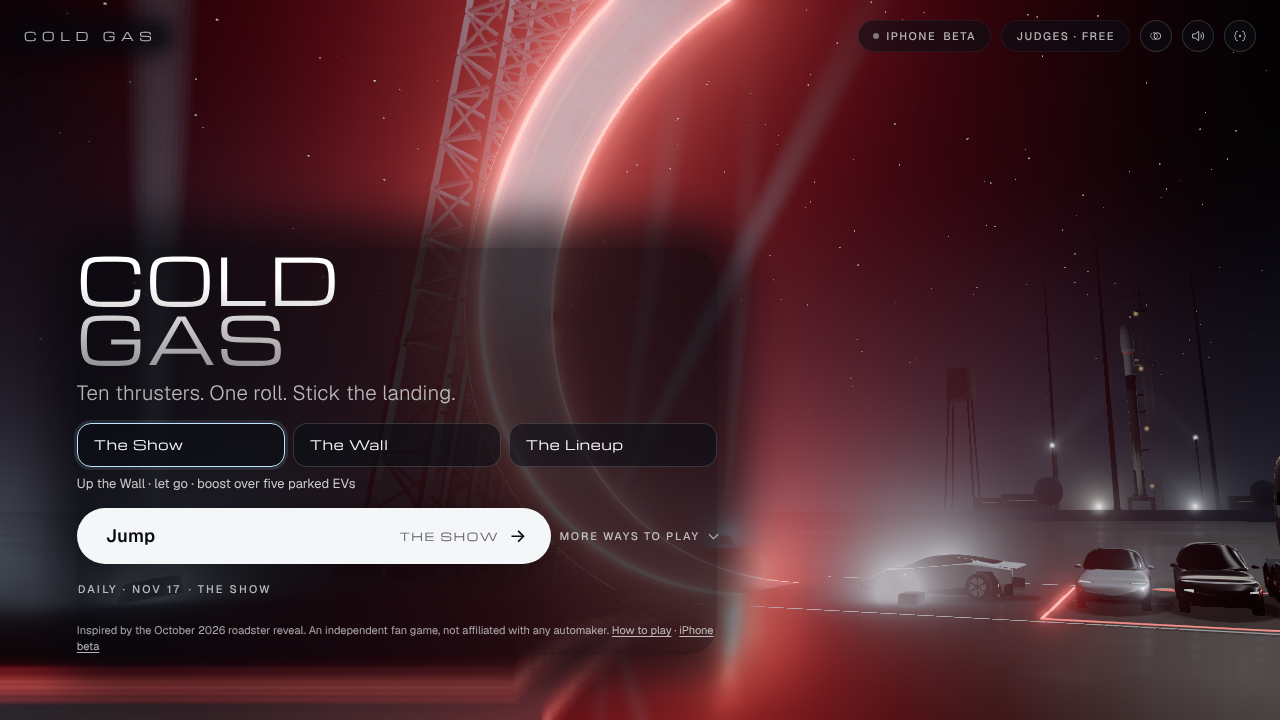 COLD GAS
IPHONE BETA
JUDGES · FREE
COLD
GAS
Ten thrusters. One roll. Stick the landing.
The Show
The Wall
The Lineup
Up the Wall · let go · boost over five parked EVs
Jump
THE SHOW
MORE WAYS TO PLAY
DAILY · NOV 17 · THE SHOW
Inspired by the October 2026 roadster reveal. An independent fan game, not affiliated with any automaker. How to play · iPhone
beta